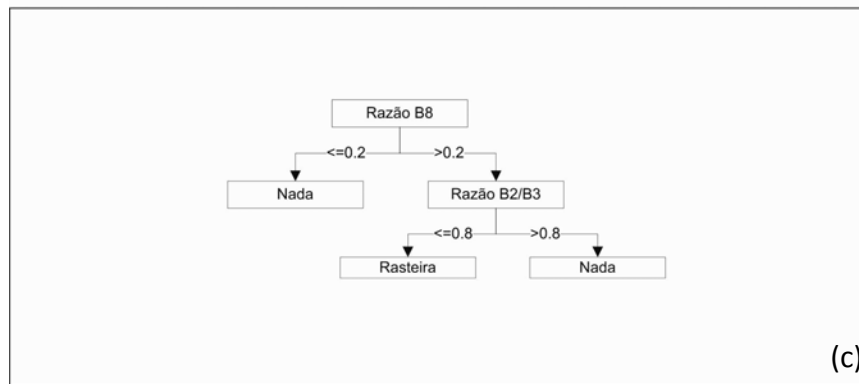 Razão B8
<=0.2 >0.2
Nada Razão B2/B3
<=0.8 >0.8
Rasteira Nada
(c)